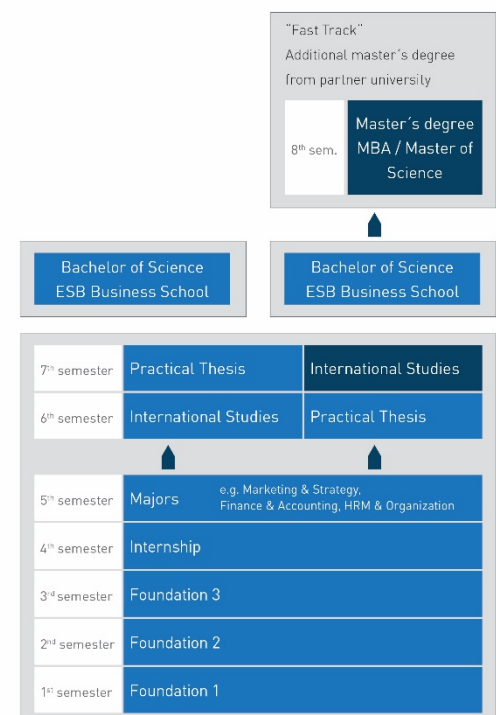 “Fast Track”
Additional master´s degree
from partner university
8th sem.
Master´s degree
MBA / Master of
Science
Bachelor of Science
ESB Business School
Bachelor of Science
ESB Business School
7th semester
Practical Thesis
International Studies
6th semester
International Studies
Practical Thesis
5th semester
Majors
e.g. Marketing & Strategy,
Finance & Accounting, HRM & Organization
4th semester
Internship
3rd semester
Foundation 3
2nd semester
Foundation 2
1st semester
Foundation 1